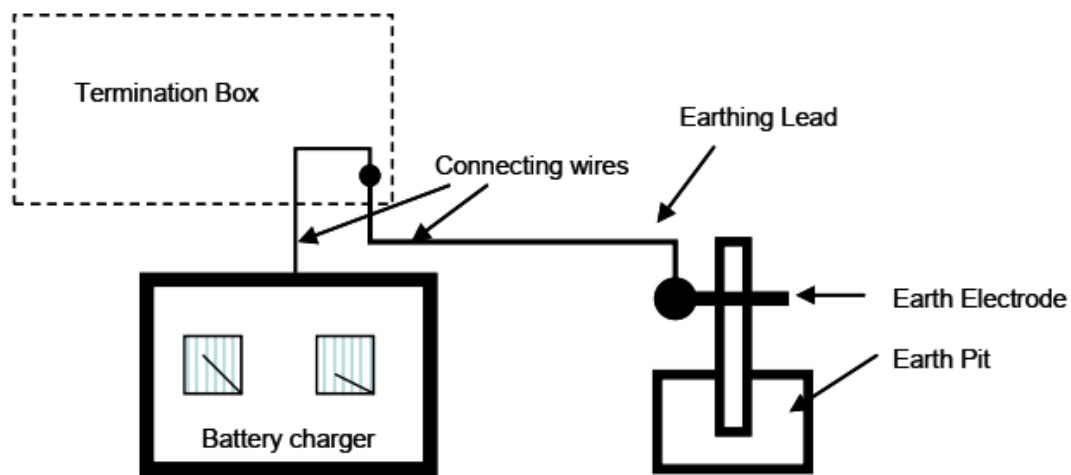 Termination Box
Earthing Lead
Connecting wires
Earth Electrode
Earth Pit
Battery charger